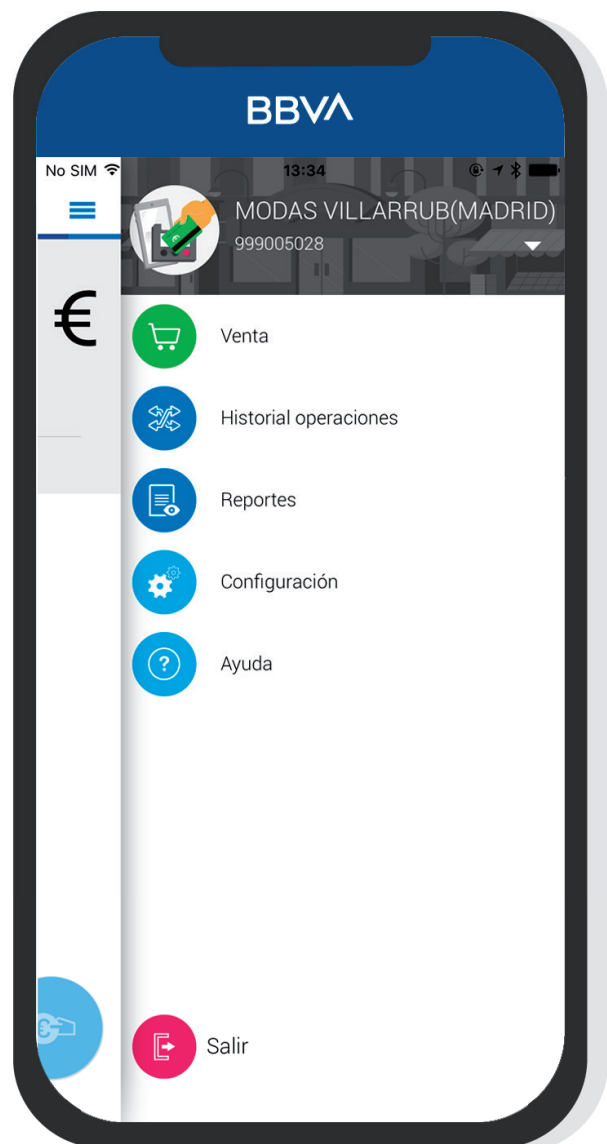 BBVA
No SIM 13:34
MODAS VILLARRUB(MADRID)
999005028
€
Venta
Historial operaciones
Reportes
Configuración
?
Ayuda
€
Salir